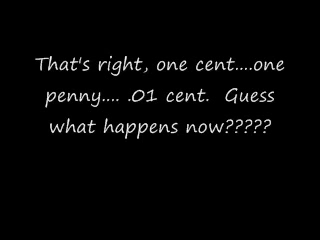 That's right, one cent....one
penny.... .01 cent.  Guess
what happens now?????